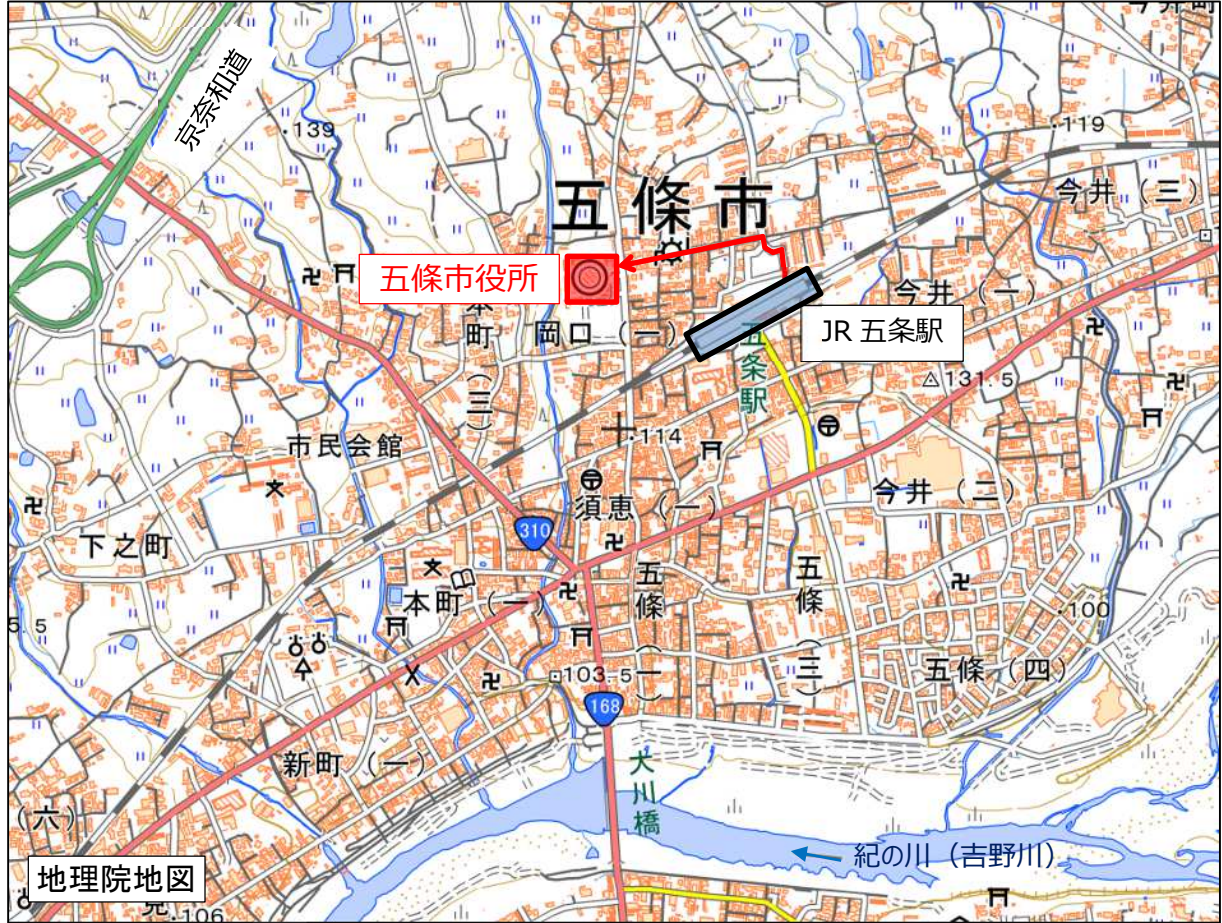 今井町
京奈和道
139
119
五條市
今井(三)
五條市役所
本町(三)
岡口(一)
今井(一)
JR 五条駅
五条駅
131.5
114
市民会館
須恵(一)
今井(二)
310
下之町
本町(一)
五條(一)
五條(三)
100
5.5
五條(四)
103.5
168
新町(一)
大川橋
(六)
紀の川(吉野川)
地理院地図
106